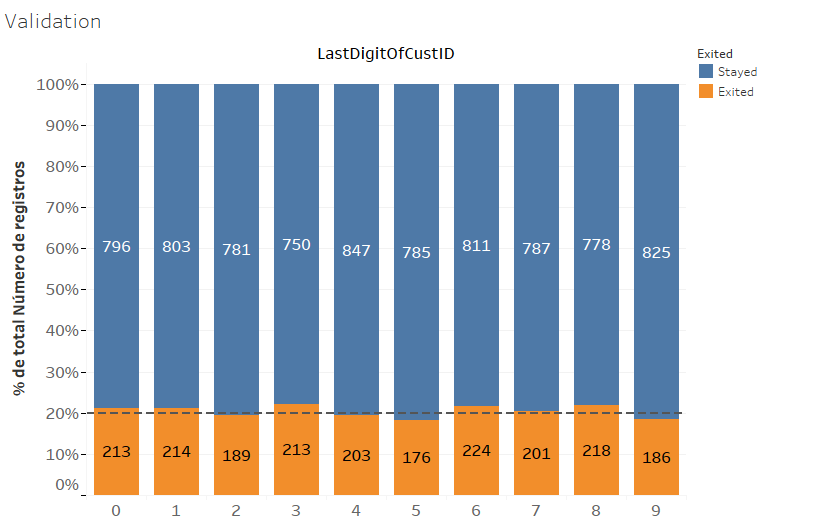 Validation
LastDigitOfCustID
Exited
Stayed
Exited
% de total Número de registros
100%
90%
80%
70%
60%
50%
40%
30%
20%
10%
0%
796 803 781 750 847 785 811 787 778 825
213 214 189 213 203 176 224 201 218 186
0 1 2 3 4 5 6 7 8 9